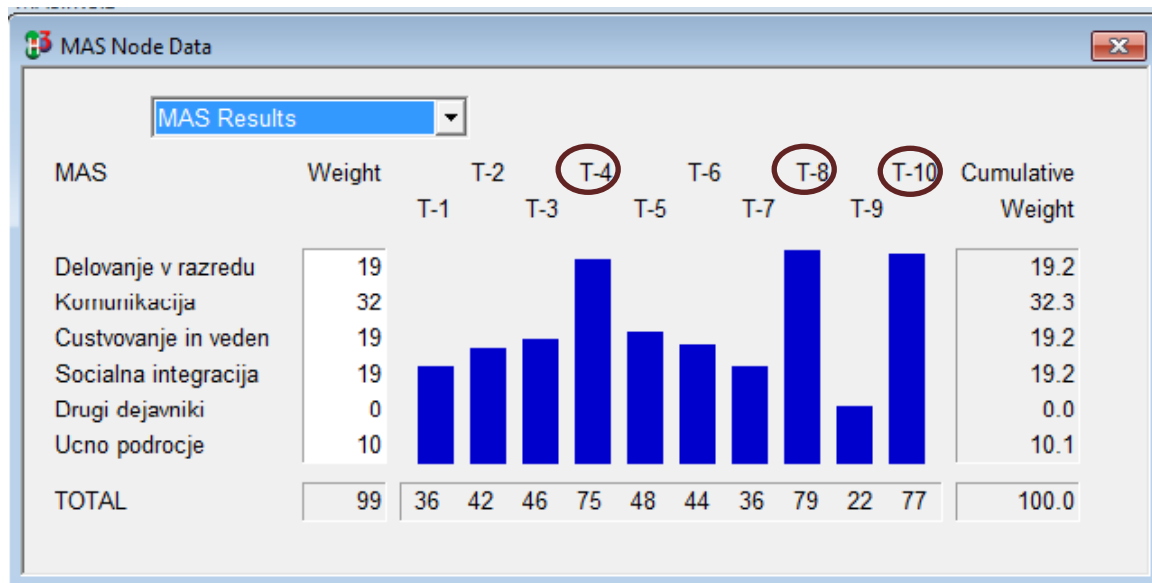 MAS Node Data
MAS Results
MAS Weight T-2 T-4 T-6 T-8 T-10 Cumulative
T-1 T-3 T-5 T-7 T-9 Weight
Delovanje v razredu 19 19.2
Komunikacija 32 32.3
Custvovanje in veden 19 19.2
Socialna integracija 19 19.2
Drugi dejavniki 0 0.0
Ucno podrocje 10 10.1
TOTAL 99 36 42 46 75 48 44 36 79 22 77 100.0